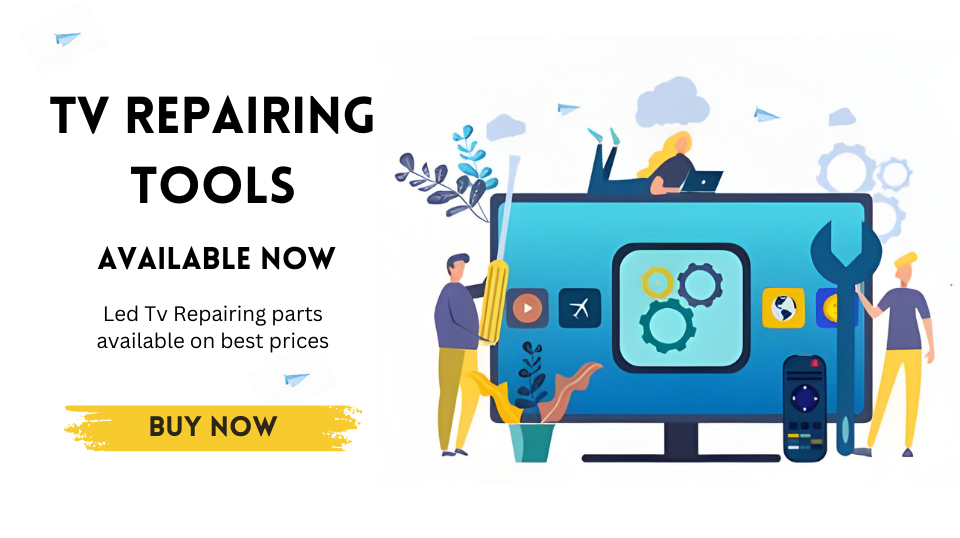 TV REPAIRING
TOOLS
AVAILABLE NOW
Led Tv Repairing parts
available on best prices
BUY NOW